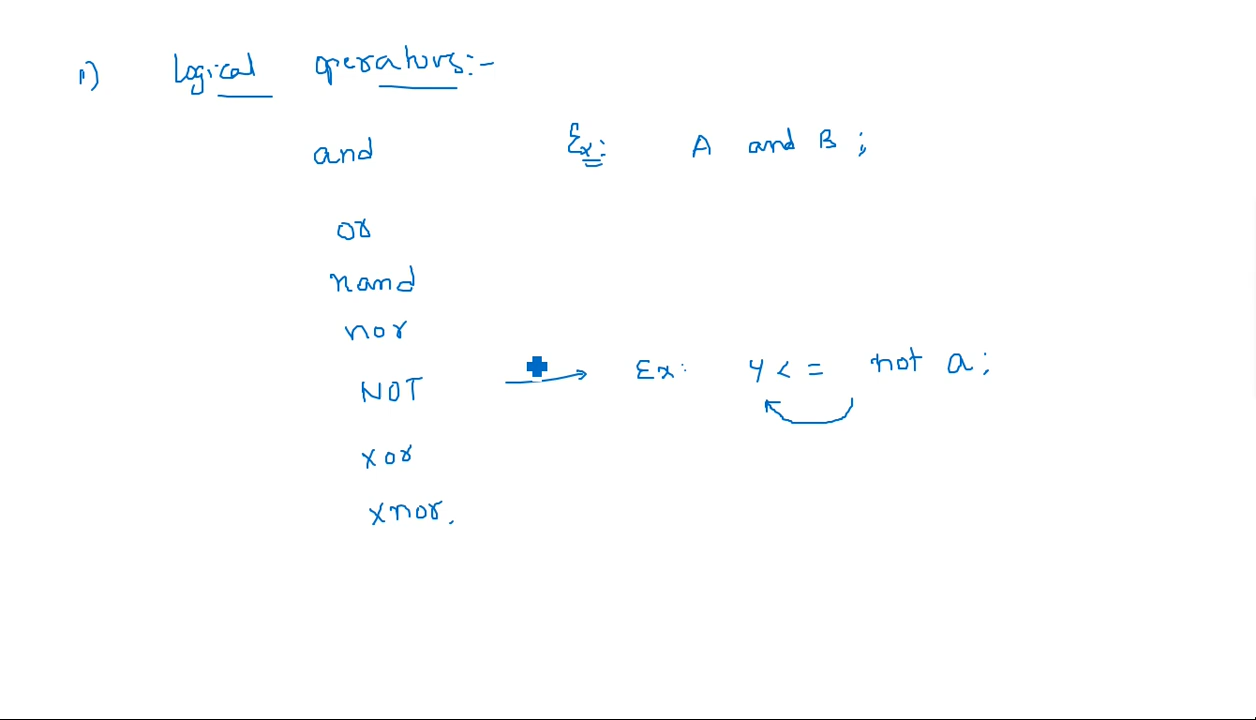 1) Logical operators:-
and Ex: A and B ;
or
nand
nor
NOT Ex: y < = not a ;
xor
xnor.